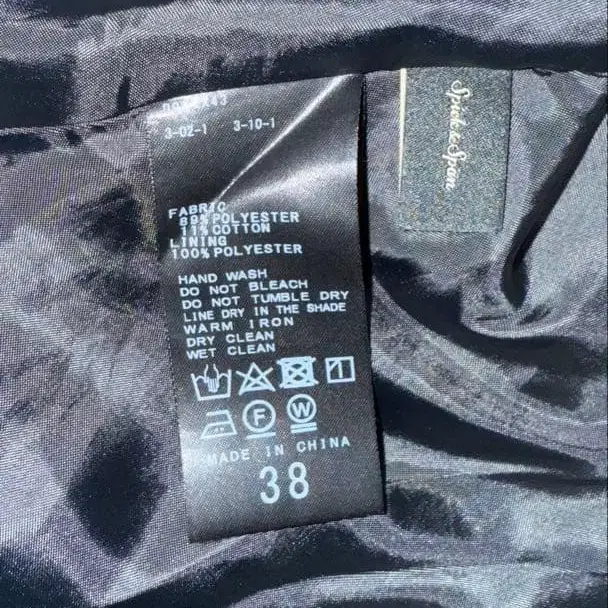 3-02-1 3-10-1
Spick & Span
FABRIC
89% POLYESTER
11% COTTON
LINING
100% POLYESTER
HAND WASH
DO NOT BLEACH
DO NOT TUMBLE DRY
LINE DRY IN THE SHADE
WARM IRON
DRY CLEAN
WET CLEAN
F W
MADE IN CHINA
38